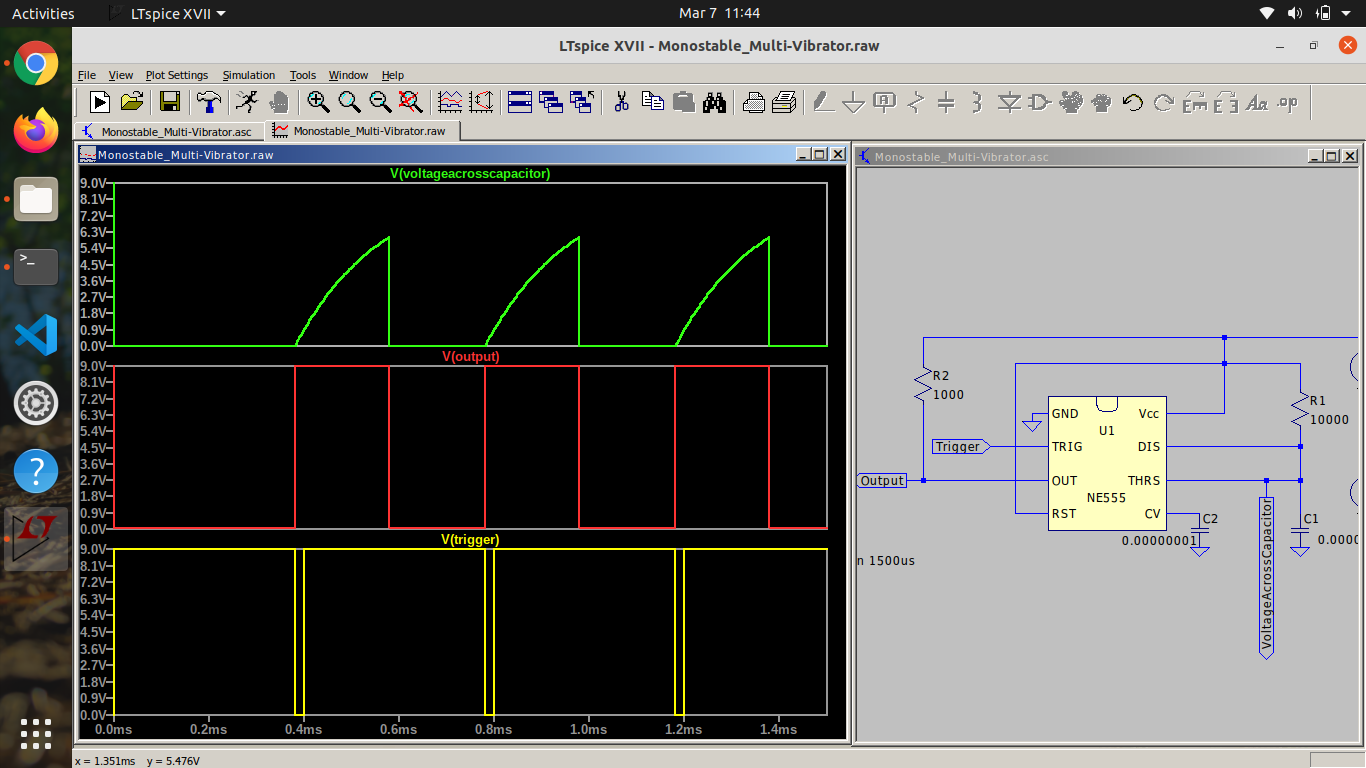 Activities LTspice XVII Mar 7 11:44
LTspice XVII - Monostable_Multi-Vibrator.raw
File View Plot Settings Simulation Tools Window Help
Monostable_Multi-Vibrator.asc Monostable_Multi-Vibrator.raw
Monostable_Multi-Vibrator.raw
V(voltageacrosscapacitor)
9.0V
8.1V
7.2V
6.3V
5.4V
4.5V
3.6V
2.7V
1.8V
0.9V
0.0V
V(output)
9.0V
8.1V
7.2V
6.3V
5.4V
4.5V
3.6V
2.7V
1.8V
0.9V
0.0V
V(trigger)
9.0V
8.1V
7.2V
6.3V
5.4V
4.5V
3.6V
2.7V
1.8V
0.9V
0.0V
0.0ms 0.2ms 0.4ms 0.6ms 0.8ms 1.0ms 1.2ms 1.4ms
Monostable_Multi-Vibrator.asc
R2
1000
R1
10000
GND Vcc
U1
Trigger TRIG DIS
Output OUT THRS
NE555
RST CV
C2
0.00000001
C1
0.0000
n 1500us
VoltageAcrossCapacitor
x = 1.351ms y = 5.476V